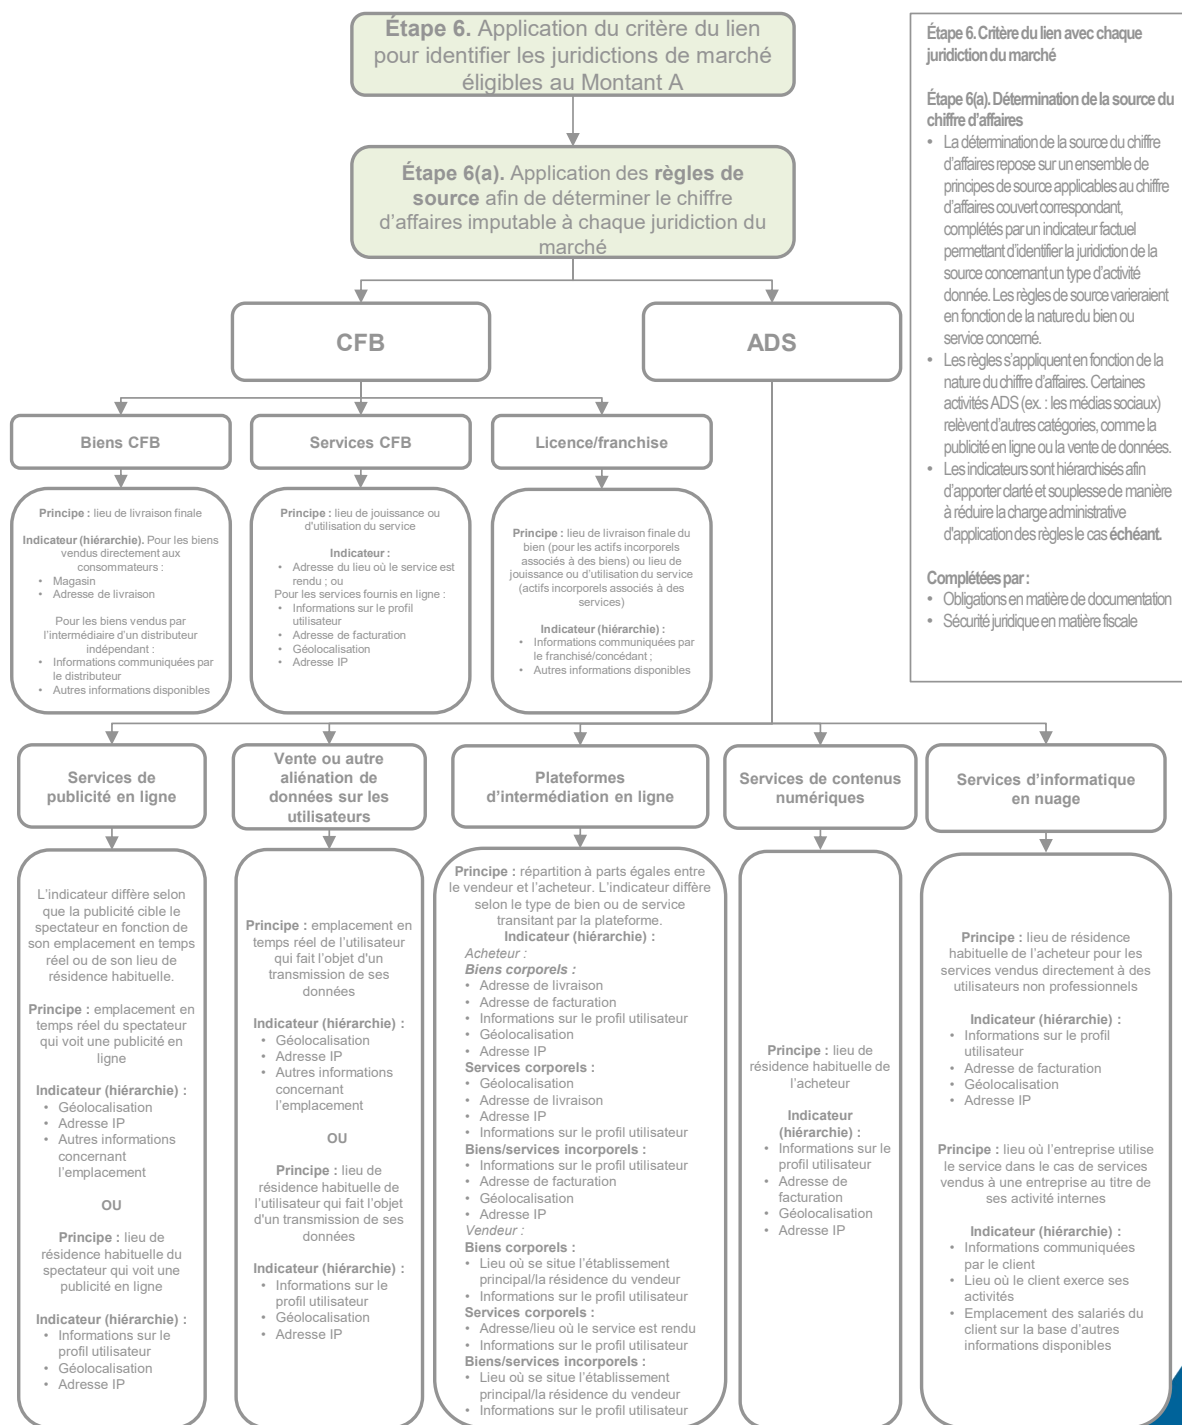 Étape 6. Application du critère du lien
pour identifier les juridictions de marché
éligibles au Montant A
Étape 6(a). Application des règles de
source afin de déterminer le chiffre
d'affaires imputable à chaque juridiction du
marché
Étape 6. Critère du lien avec chaque
juridiction du marché
Étape 6(a). Détermination de la source du
chiffre d'affaires
• La détermination de la source du chiffre
d'affaires repose sur un ensemble de
principes de source applicables au chiffre
d'affaires couvert correspondant,
complétés par un indicateur factuel
permettant d'identifier la juridiction de la
source concernant un type d'activité
donnée. Les règles de source varieraient
en fonction de la nature du bien ou
service concerné.
• Les règles s'appliquent en fonction de la
nature du chiffre d'affaires. Certaines
activités ADS (ex. : les médias sociaux)
relèvent d'autres catégories, comme la
publicité en ligne ou la vente de données.
• Les indicateurs sont hiérarchisés afin
d'apporter clarté et souplesse de manière
à réduire la charge administrative
d'application des règles le cas échéant.
Complétées par :
• Obligations en matière de documentation
• Sécurité juridique en matière fiscale
CFB
ADS
Biens CFB
Services CFB
Licence/franchise
Principe : lieu de livraison finale
Indicateur (hiérarchie). Pour les biens
vendus directement aux
consommateurs :
• Magasin
• Adresse de livraison
Pour les biens vendus par
l'intermédiaire d'un distributeur
indépendant :
• Informations communiquées par
le distributeur
• Autres informations disponibles
Principe : lieu de jouissance ou
d'utilisation du service
Indicateur :
• Adresse du lieu où le service est
rendu ; ou
Pour les services fournis en ligne :
• Informations sur le profil
utilisateur
• Adresse de facturation
• Géolocalisation
• Adresse IP
Principe : lieu de livraison finale du
bien (pour les actifs incorporels
associés à des biens) ou lieu de
jouissance ou d'utilisation du service
(actifs incorporels associés à des
services)
Indicateur (hiérarchie) :
• Informations communiquées par
le franchisé/concédant ;
• Autres informations disponibles
Services de
publicité en ligne
Vente ou autre
aliénation de
données sur les
utilisateurs
Plateformes
d'intermédiation en ligne
Services de contenus
numériques
Services d'informatique
en nuage
L'indicateur diffère selon
que la publicité cible le
spectateur en fonction de
son emplacement en temps
réel ou de son lieu de
résidence habituelle.
Principe : emplacement en
temps réel du spectateur
qui voit une publicité en
ligne
Indicateur (hiérarchie) :
• Géolocalisation
• Adresse IP
• Autres informations
concernant
l'emplacement
OU
Principe : lieu de
résidence habituelle du
spectateur qui voit une
publicité en ligne
Indicateur (hiérarchie) :
• Informations sur le
profil utilisateur
• Géolocalisation
• Adresse IP
Principe : emplacement en
temps réel de l'utilisateur
qui fait l'objet d'un
transmission de ses
données
Indicateur (hiérarchie) :
• Géolocalisation
• Adresse IP
• Autres informations
concernant
l'emplacement
OU
Principe : lieu de
résidence habituelle de
l'utilisateur qui fait l'objet
d'un transmission de ses
données
Indicateur (hiérarchie) :
• Informations sur le
profil utilisateur
• Géolocalisation
• Adresse IP
Principe : répartition à parts égales entre
le vendeur et l'acheteur. L'indicateur diffère
selon le type de bien ou de service
transitant par la plateforme.
Indicateur (hiérarchie) :
Acheteur :
Biens corporels :
• Adresse de livraison
• Adresse de facturation
• Informations sur le profil utilisateur
• Géolocalisation
• Adresse IP
Services corporels :
• Géolocalisation
• Adresse de livraison
• Adresse IP
• Informations sur le profil utilisateur
Biens/services incorporels :
• Informations sur le profil utilisateur
• Adresse de facturation
• Géolocalisation
• Adresse IP
Vendeur :
Biens corporels :
• Lieu où se situe l'établissement
principal/la résidence du vendeur
• Informations sur le profil utilisateur
Services corporels :
• Adresse/lieu où le service est rendu
• Informations sur le profil utilisateur
Biens/services incorporels :
• Lieu où se situe l'établissement
principal/la résidence du vendeur
• Informations sur le profil utilisateur
Principe : lieu de
résidence habituelle de
l'acheteur
Indicateur
(hiérarchie) :
• Informations sur le
profil utilisateur
• Adresse de
facturation
• Géolocalisation
• Adresse IP
Principe : lieu de résidence
habituelle de l'acheteur pour les
services vendus directement à des
utilisateurs non professionnels
Indicateur (hiérarchie) :
• Informations sur le profil
utilisateur
• Adresse de facturation
• Géolocalisation
• Adresse IP
Principe : lieu où l'entreprise utilise
le service dans le cas de services
vendus à une entreprise au titre de
ses activité internes
Indicateur (hiérarchie) :
• Informations communiquées
par le client
• Lieu où le client exerce ses
activités
• Emplacement des salariés du
client sur la base d'autres
informations disponibles